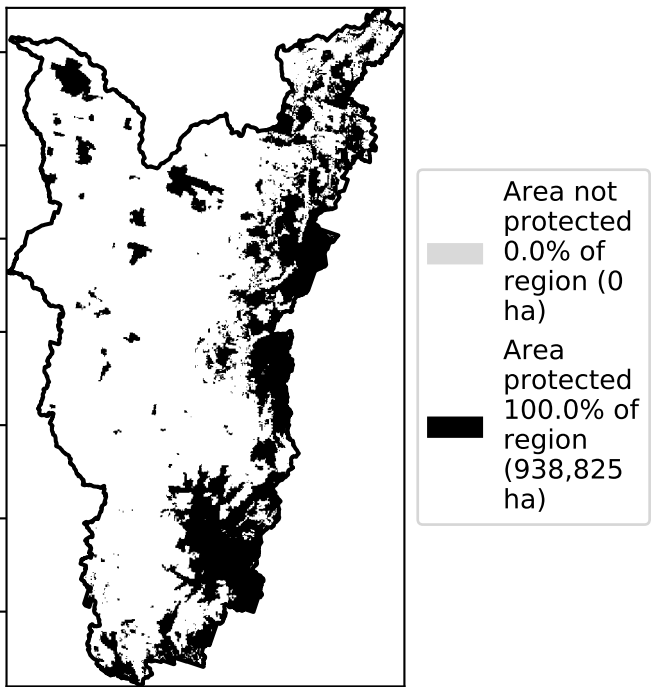 Area not
protected
0.0% of
region (0
ha)
Area
protected
100.0% of
region
(938,825
ha)